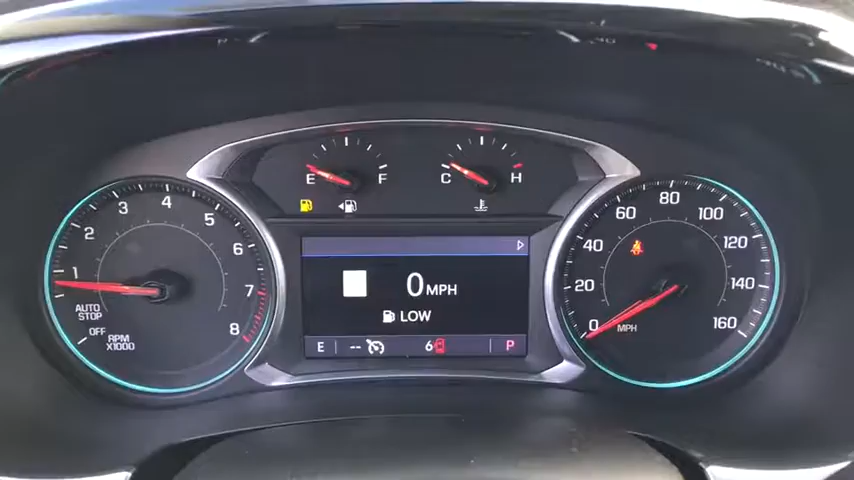 E F
C H
1 2 3 4 5 6 7 8
AUTO
STOP
OFF
RPM
X1000
0 MPH
LOW
E -- 6 P
0 20 40 60 80 100 120 140 160
MPH